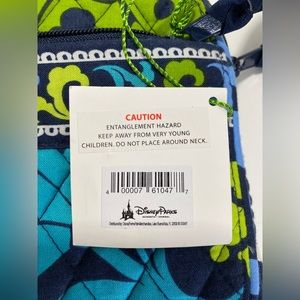 CAUTION
ENTANGLEMENT HAZARD
KEEP AWAY FROM VERY YOUNG
CHILDREN. DO NOT PLACE AROUND NECK.
4 00007 61047 7
Disney Parks